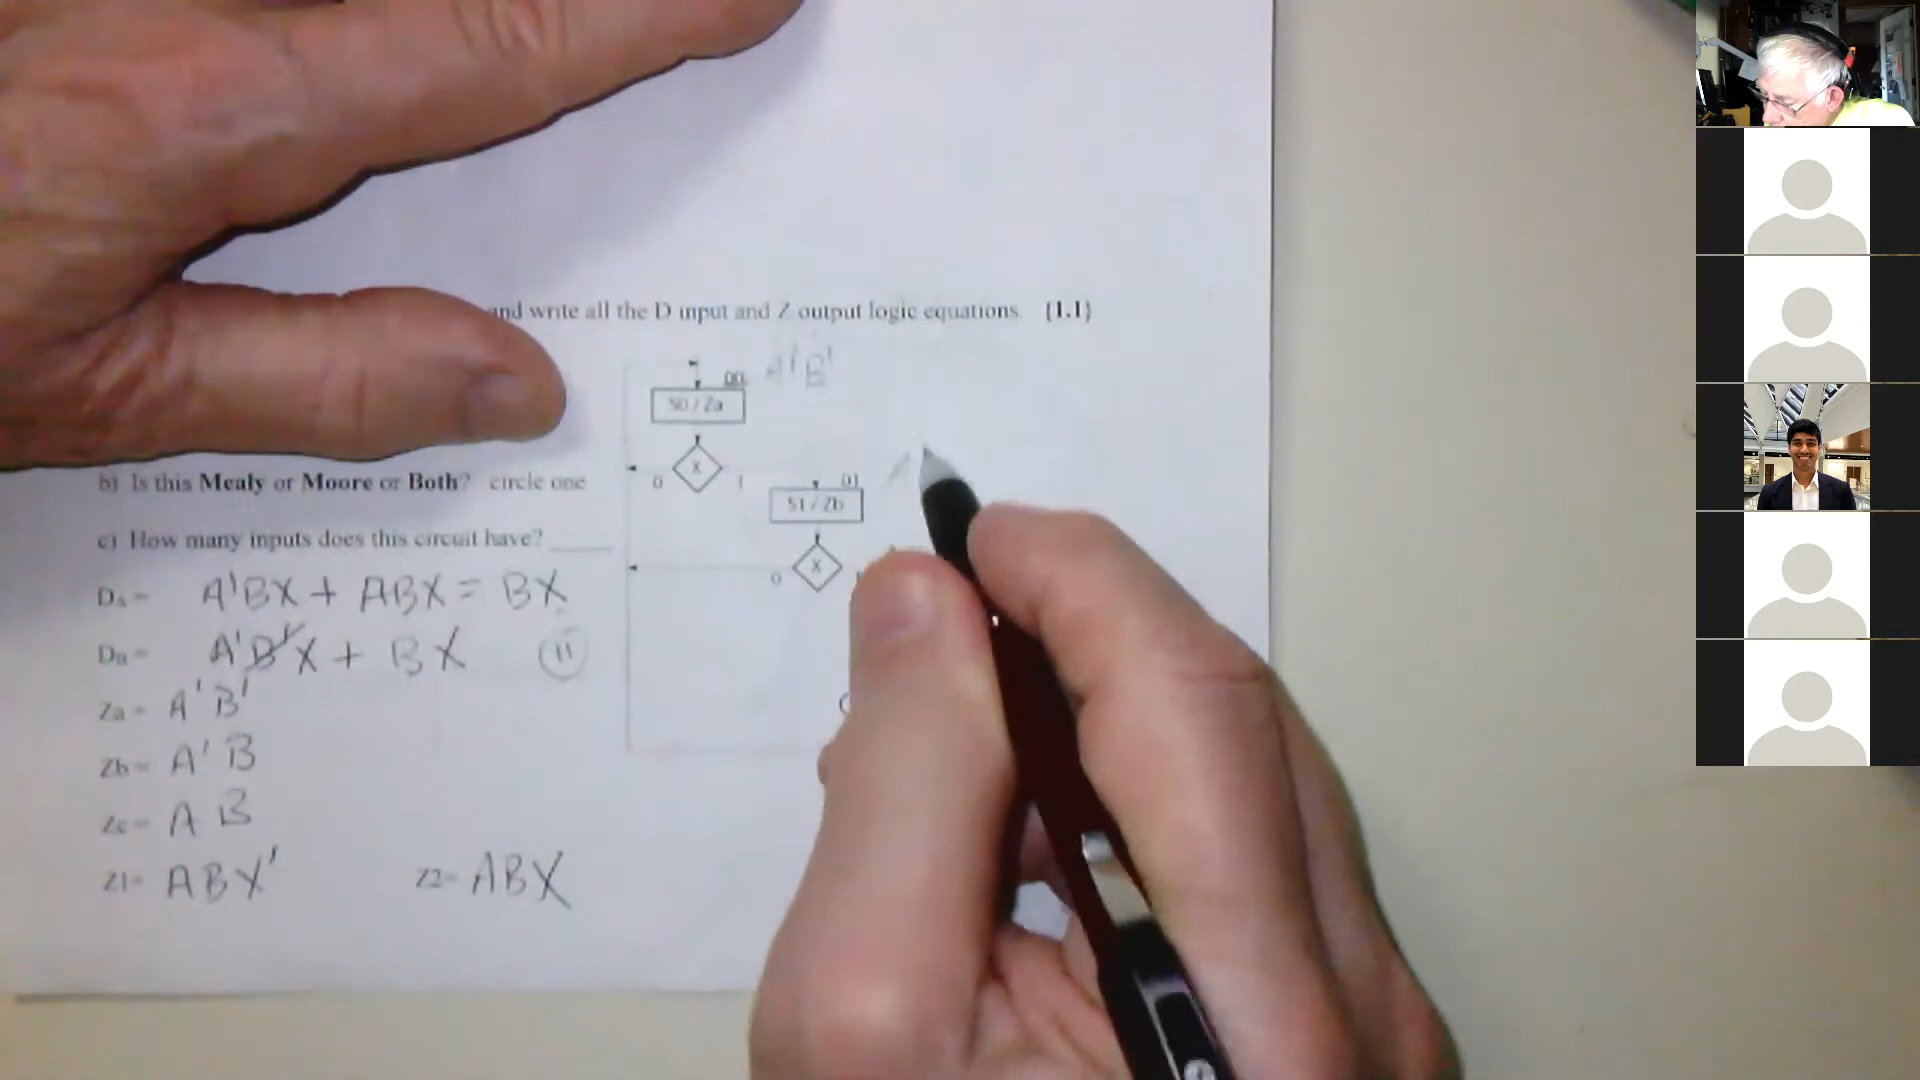 and write all the D input and Z output logic equations. {1.1}
00 A'B'
S0 / Za
X
0 1
b) Is this Mealy or Moore or Both? circle one
01
S1 / Zb
c) How many inputs does this circuit have? ______
X
0
DA = A'BX + ABX = BX
DB = A'B'X + BX 11
Za = A'B'
Zb = A'B
Zc = AB
Z1= ABX' Z2= ABX